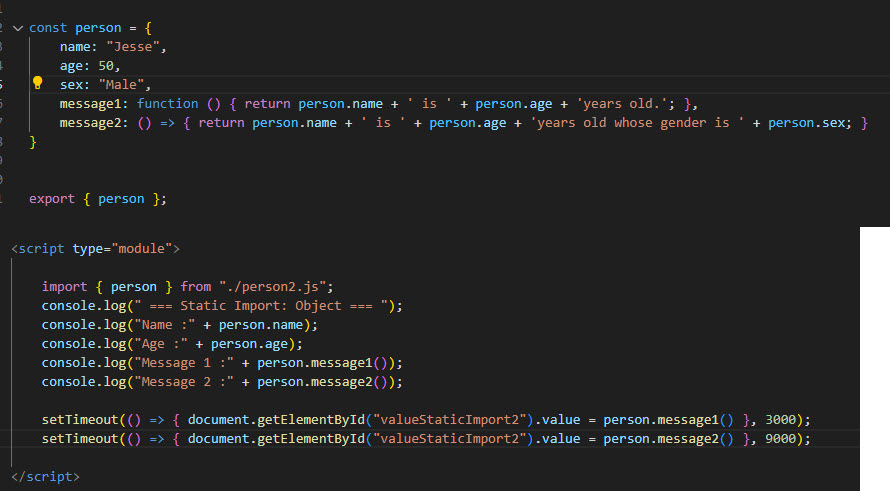 const person = {
name: "Jesse",
age: 50,
sex: "Male",
message1: function () { return person.name + ' is ' + person.age + 'years old.'; },
message2: () => { return person.name + ' is ' + person.age + 'years old whose gender is ' + person.sex; }
}
export { person };
<script type="module">
import { person } from "./person2.js";
console.log(" === Static Import: Object === ");
console.log("Name :" + person.name);
console.log("Age :" + person.age);
console.log("Message 1 :" + person.message1());
console.log("Message 2 :" + person.message2());
setTimeout(() => { document.getElementById("valueStaticImport2").value = person.message1() }, 3000);
setTimeout(() => { document.getElementById("valueStaticImport2").value = person.message2() }, 9000);
</script>